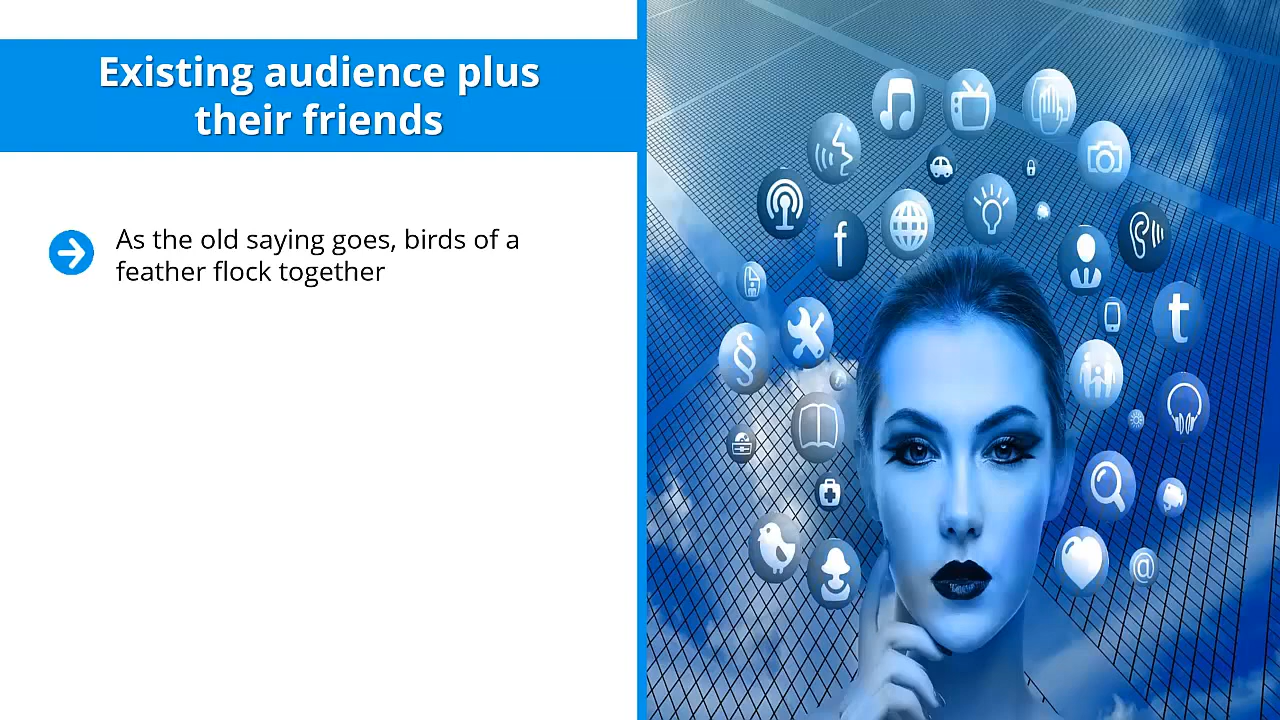 Existing audience plus
their friends
As the old saying goes, birds of a
feather flock together
f
t
§
@